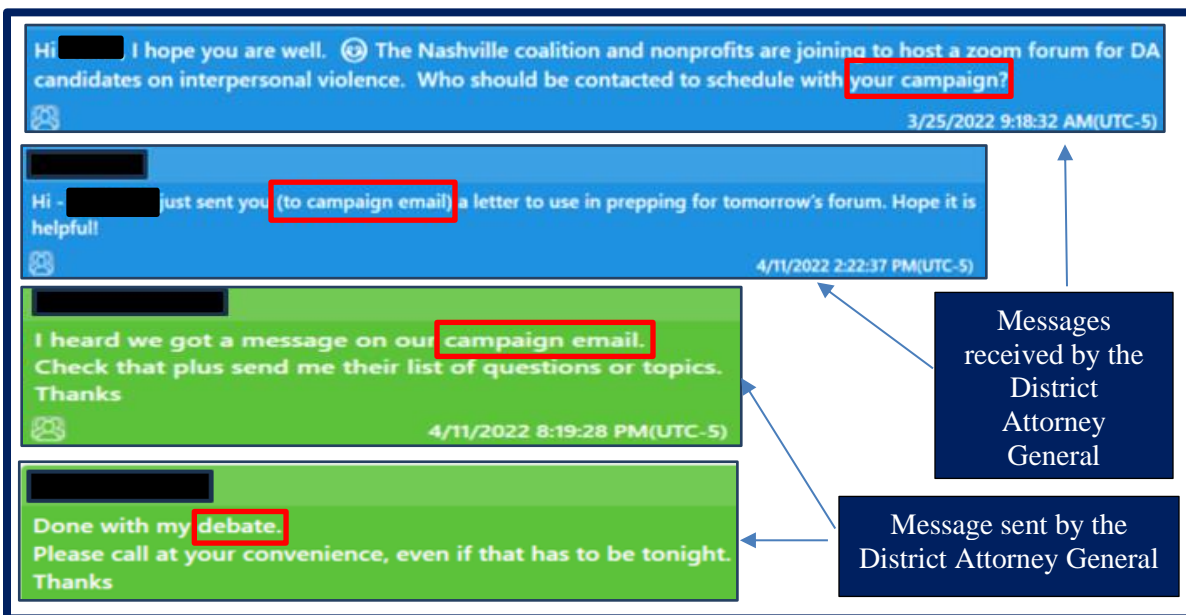 Hi , I hope you are well. The Nashville coalition and nonprofits are joining to host a zoom forum for DA
candidates on interpersonal violence. Who should be contacted to schedule with your campaign?
3/25/2022 9:18:32 AM(UTC-5)
Hi - just sent you (to campaign email) a letter to use in prepping for tomorrow's forum. Hope it is
helpful!
4/11/2022 2:22:37 PM(UTC-5)
I heard we got a message on our campaign email.
Check that plus send me their list of questions or topics.
Thanks
4/11/2022 8:19:28 PM(UTC-5)
Messages
received by the
District
Attorney
General
Done with my debate.
Please call at your convenience, even if that has to be tonight.
Thanks
Message sent by the
District Attorney General